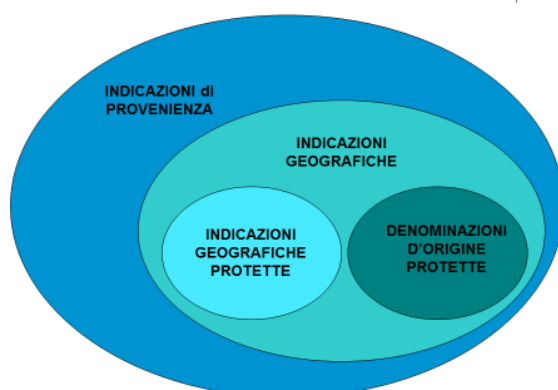 INDICAZIONI di
PROVENIENZA
INDICAZIONI
GEOGRAFICHE
INDICAZIONI
GEOGRAFICHE
PROTETTE
DENOMINAZIONI
D'ORIGINE
PROTETTE